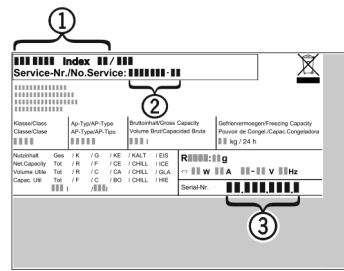 1
Index /
Service-Nr./No.Service: -
2
Klasse/Class Ap-Typ/AP-Type Bruttoinhalt/Gross Capacity Gefriervermoegen/Freezing Capacity
Classe/Clase AP-Type/AP-Tipo Volume Brut/Capacidad Bruta Pouvoir de Congel./Capac.Congeladora
l kg / 24 h
Nutzinhalt Ges / K / G / KE / KALT / EIS
Net Capacity Tot / R / F / CE / CHILL / ICE
Volume Utile Tot / R / C / CA / CHILL / GLA
Capac. Util Tot / F / C / BO / CHILL / HIE
l / l
R : g
W A - V Hz
Serial-Nr. . . .
3